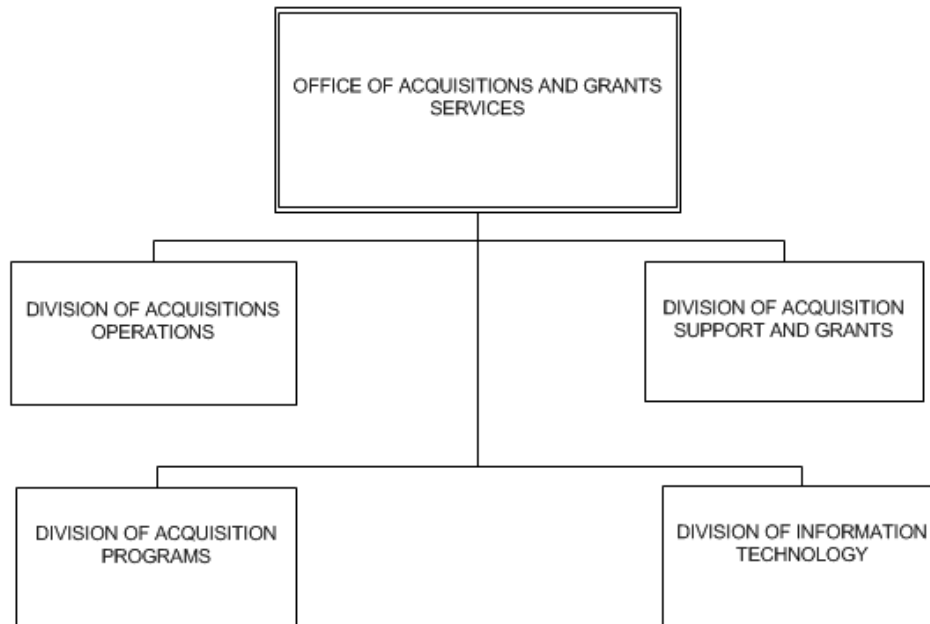 OFFICE OF ACQUISITIONS AND GRANTS
SERVICES
DIVISION OF ACQUISITIONS
OPERATIONS
DIVISION OF ACQUISITION
SUPPORT AND GRANTS
DIVISION OF ACQUISITION
PROGRAMS
DIVISION OF INFORMATION
TECHNOLOGY